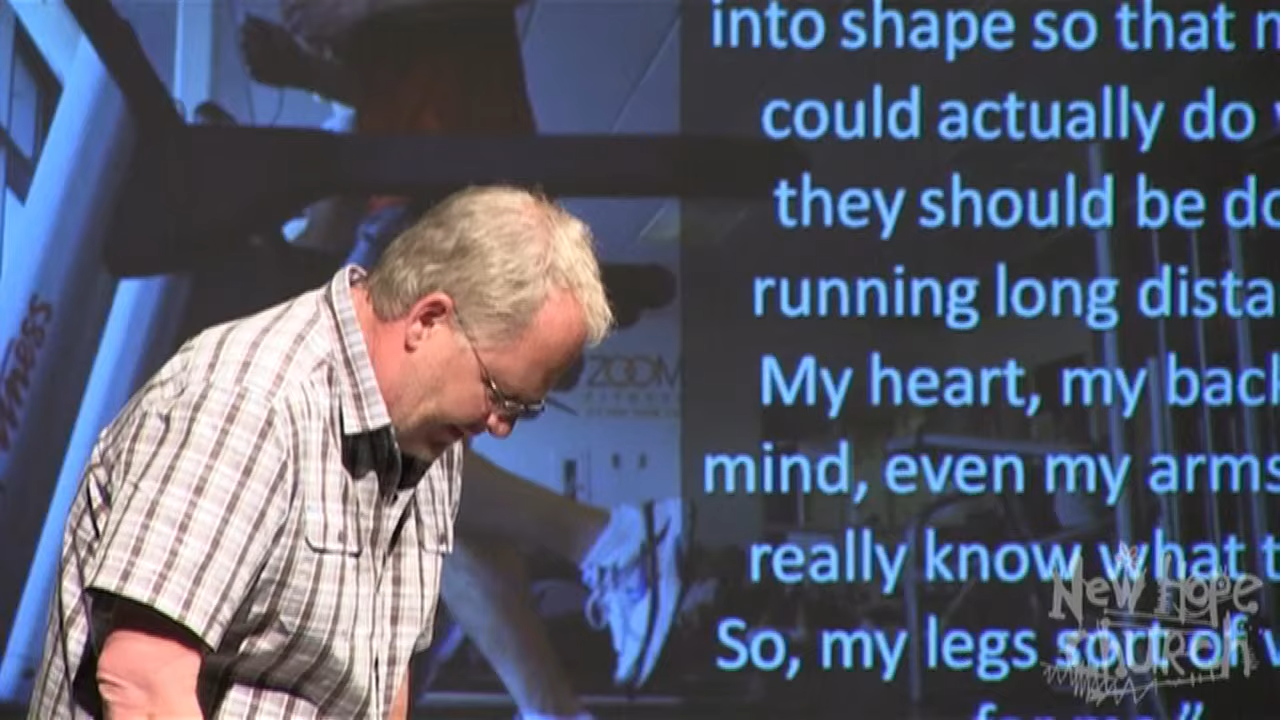 into shape so that
could actually do
they should be do
running long dista
My heart, my back
mind, even my arms
really know what t
So, my legs sort of
ZOOM
New Hope
CHURCH